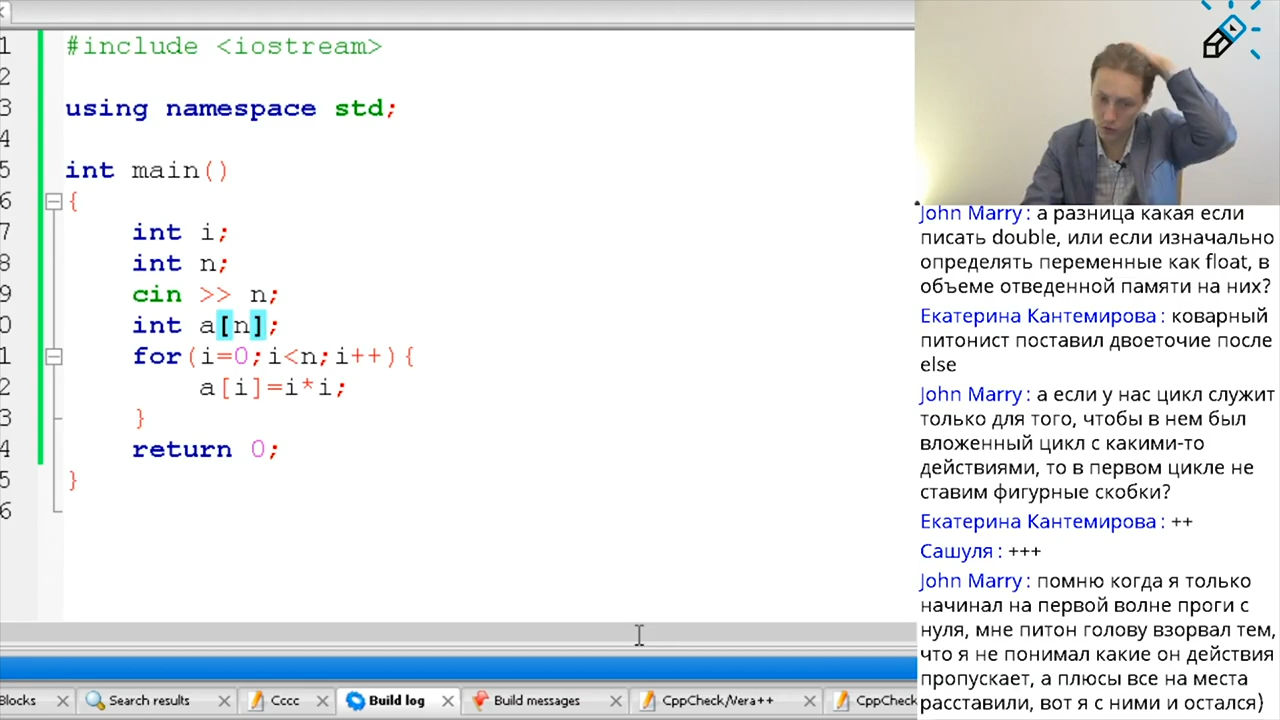 1 #include <iostream>
2
3 using namespace std;
4
5 int main()
6 {
7 int i;
8 int n;
9 cin >> n;
0 int a[n];
1 for(i=0;i<n;i++){
2 a[i]=i*i;
3 }
4 return 0;
5 }
6
John Marry : а разница какая если
писать double, или если изначально
определять переменные как float, в
объеме отведенной памяти на них?
Екатерина Кантемирова : коварный
питонист поставил двоеточие после
else
John Marry : а если у нас цикл служит
только для того, чтобы в нем был
вложенный цикл с какими-то
действиями, то в первом цикле не
ставим фигурные скобки?
Екатерина Кантемирова : ++
Сашуля : +++
John Marry : помню когда я только
начинал на первой волне проги с
нуля, мне питон голову взорвал тем,
что я не понимал какие он действия
пропускает, а плюсы все на места
расставили, вот я с ними и остался)
Blocks Search results Cccc Build log Build messages CppCheck/Vera++ CppCheck